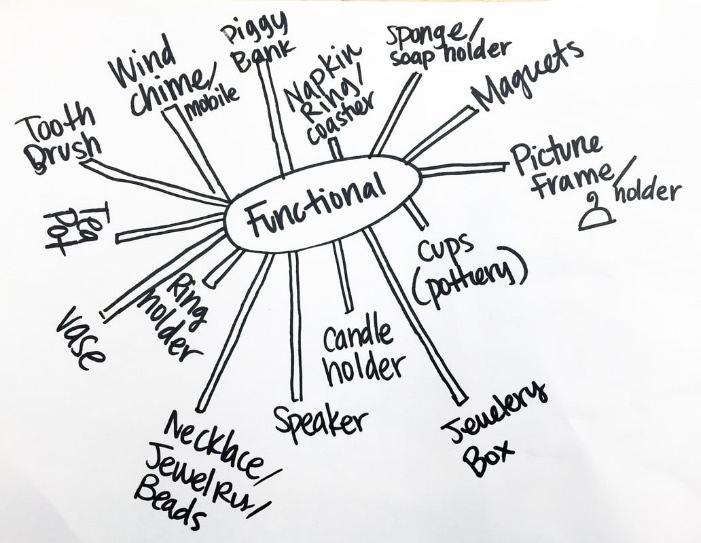 Functional
Piggy
Bank
Napkin
Ring/
coaster
Sponge/
soap holder
Magnets
Picture
Frame/
holder
Cups
(pottery)
Jewelery
Box
Candle
holder
Speaker
Necklace/
Jewelry/
Beads
Ring
holder
Vase
Tea
Pot
Tooth
Brush
Wind
chime/
mobile